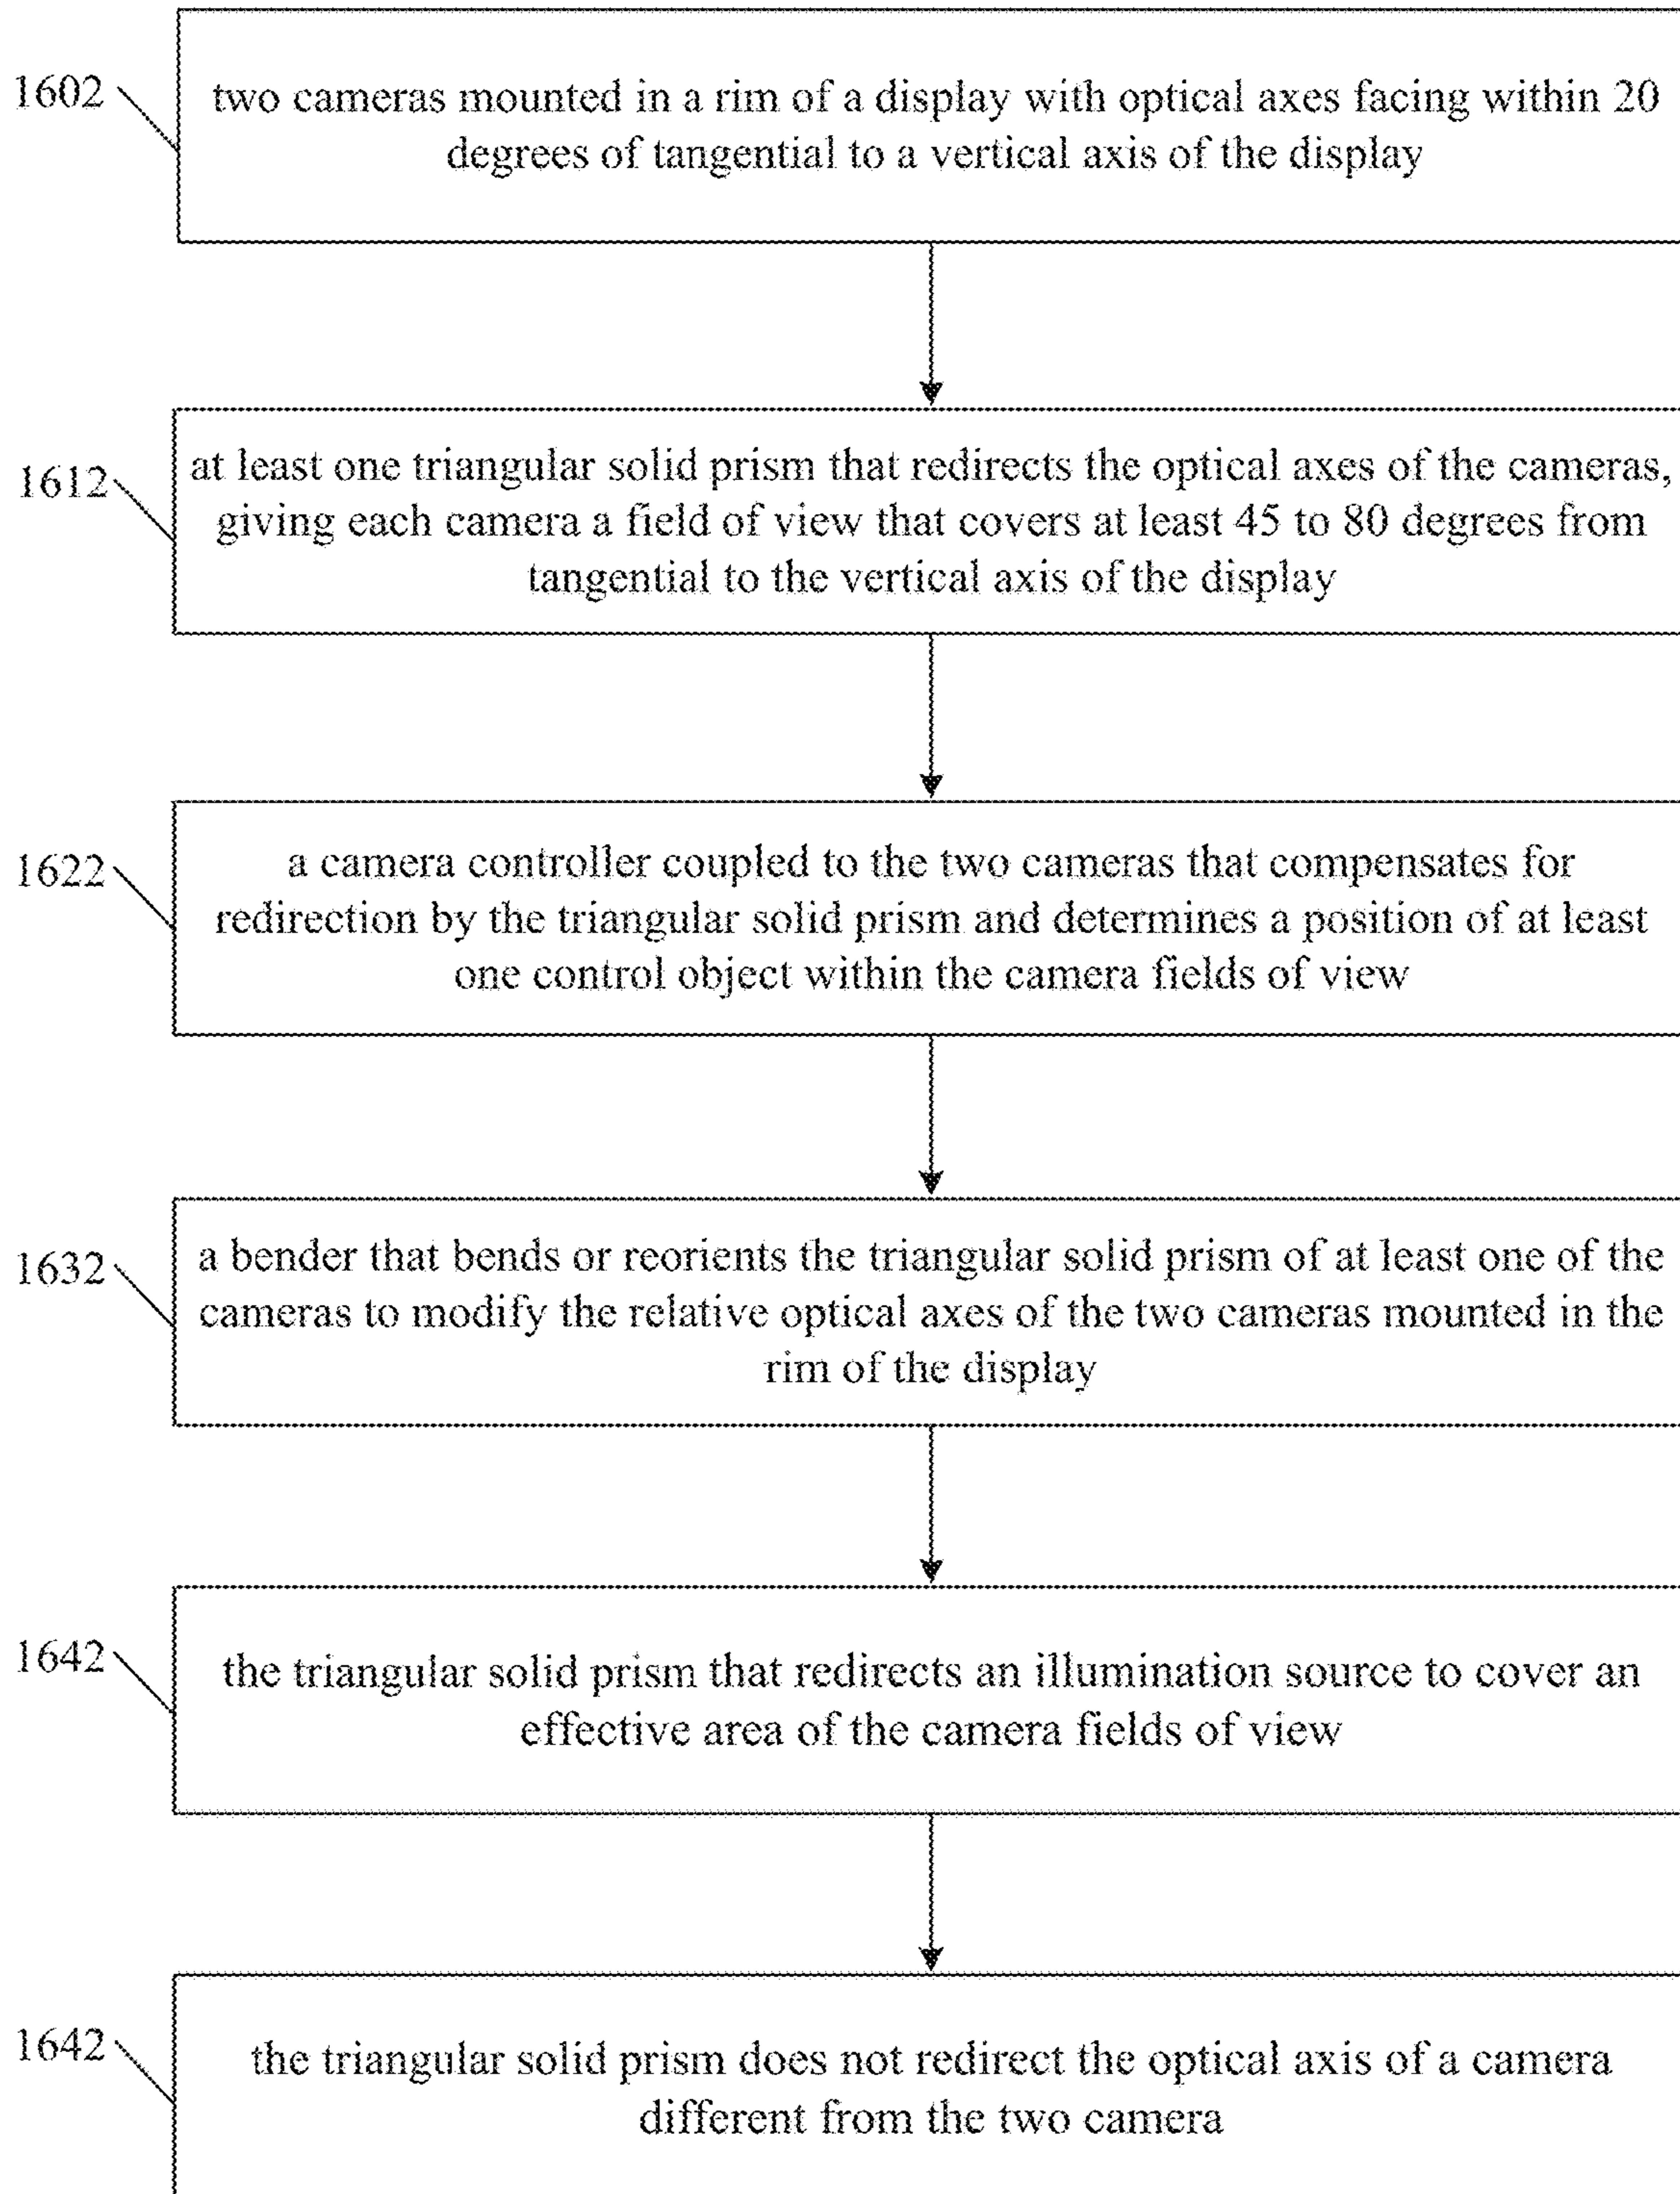 1602
two cameras mounted in a rim of a display with optical axes facing within 20
degrees of tangential to a vertical axis of the display
1612
at least one triangular solid prism that redirects the optical axes of the cameras,
giving each camera a field of view that covers at least 45 to 80 degrees from
tangential to the vertical axis of the display
1622
a camera controller coupled to the two cameras that compensates for
redirection by the triangular solid prism and determines a position of at least
one control object within the camera fields of view
1632
a bender that bends or reorients the triangular solid prism of at least one of the
cameras to modify the relative optical axes of the two cameras mounted in the
rim of the display
1642
the triangular solid prism that redirects an illumination source to cover an
effective area of the camera fields of view
1642
the triangular solid prism does not redirect the optical axis of a camera
different from the two camera